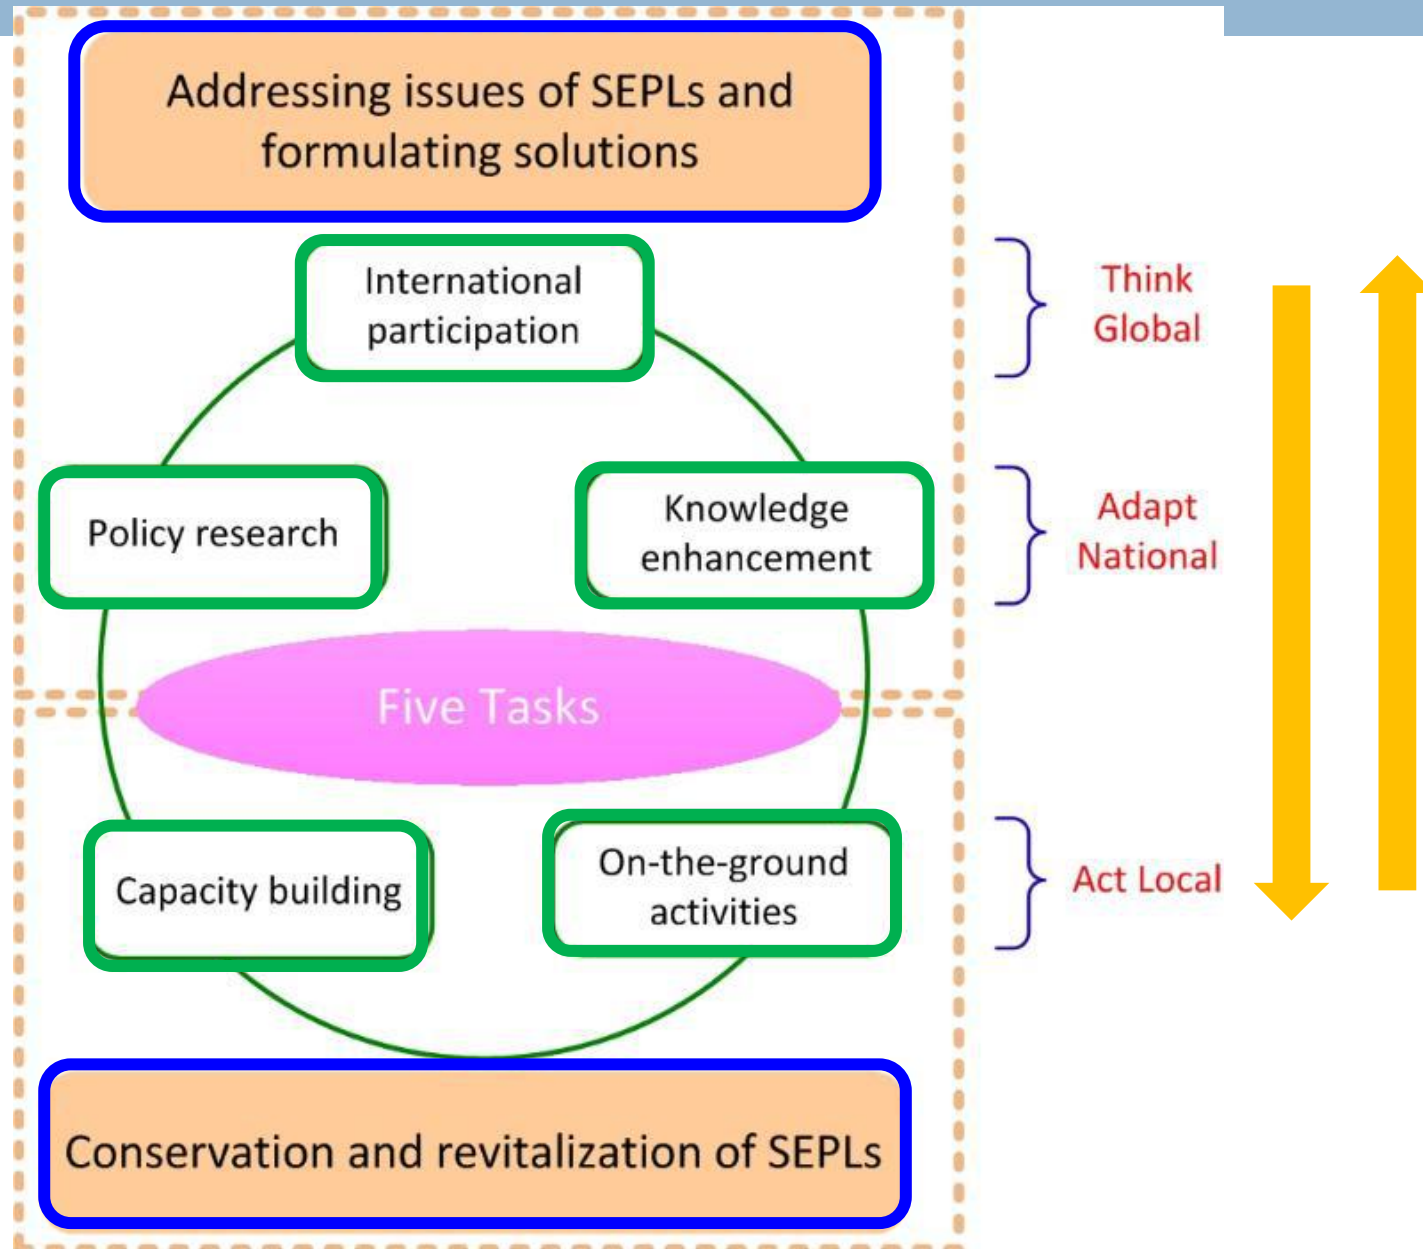 Addressing issues of SEPLs and
formulating solutions
International
participation
Think
Global
Policy research
Knowledge
enhancement
Adapt
National
Five Tasks
Capacity building
On-the-ground
activities
Act Local
Conservation and revitalization of SEPLs